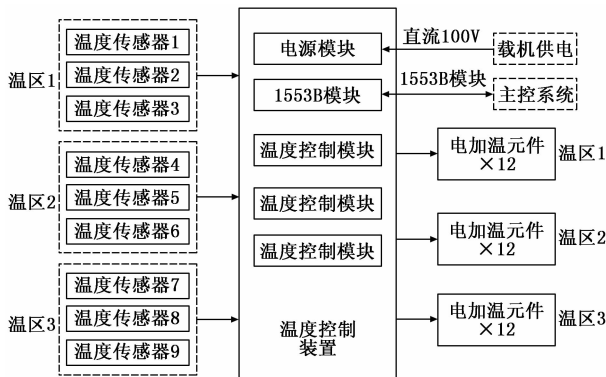 温区1
温度传感器1
温度传感器2
温度传感器3
温区2
温度传感器4
温度传感器5
温度传感器6
温区3
温度传感器7
温度传感器8
温度传感器9
电源模块
1553B模块
温度控制模块
温度控制模块
温度控制模块
温度控制
装置
直流100V
载机供电
1553B模块
主控系统
电加温元件
×12
温区1
电加温元件
×12
温区2
电加温元件
×12
温区3